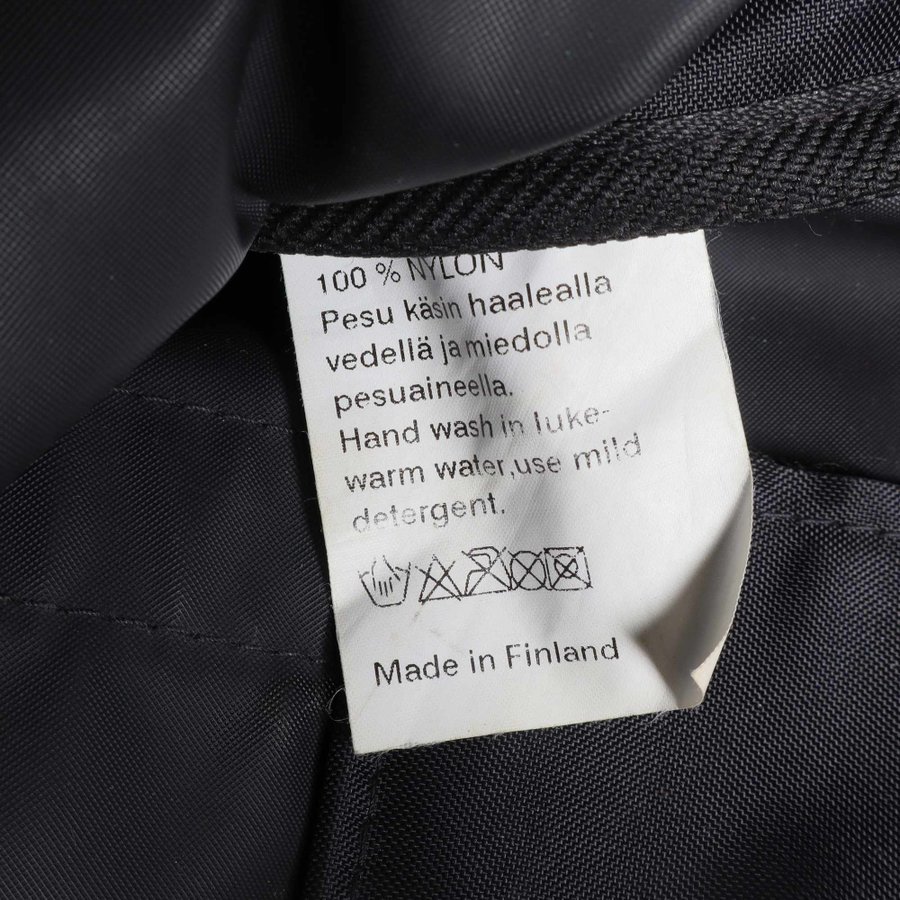 100 % NYLON
Pesu käsin haalealla
vedellä ja miedolla
pesuaineella.
Hand wash in luke-
warm water,use mild
detergent.
Made in Finland